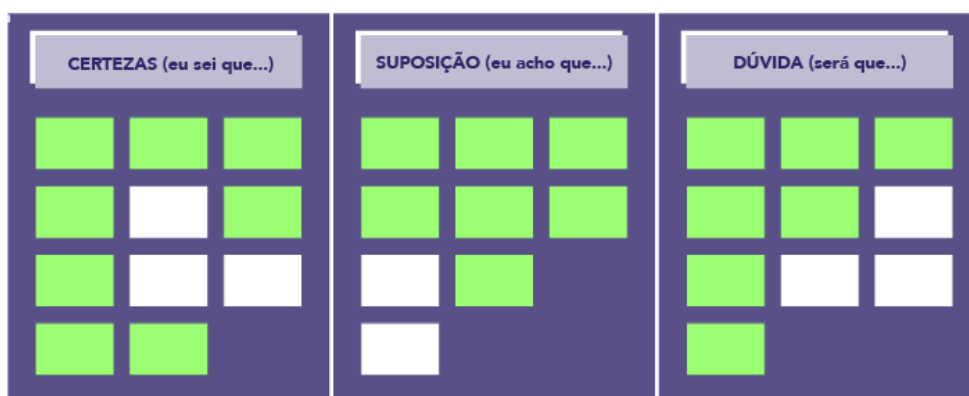 CERTEZAS (eu sei que...)
SUPOSIÇÃO (eu acho que...)
DÚVIDA (será que...)